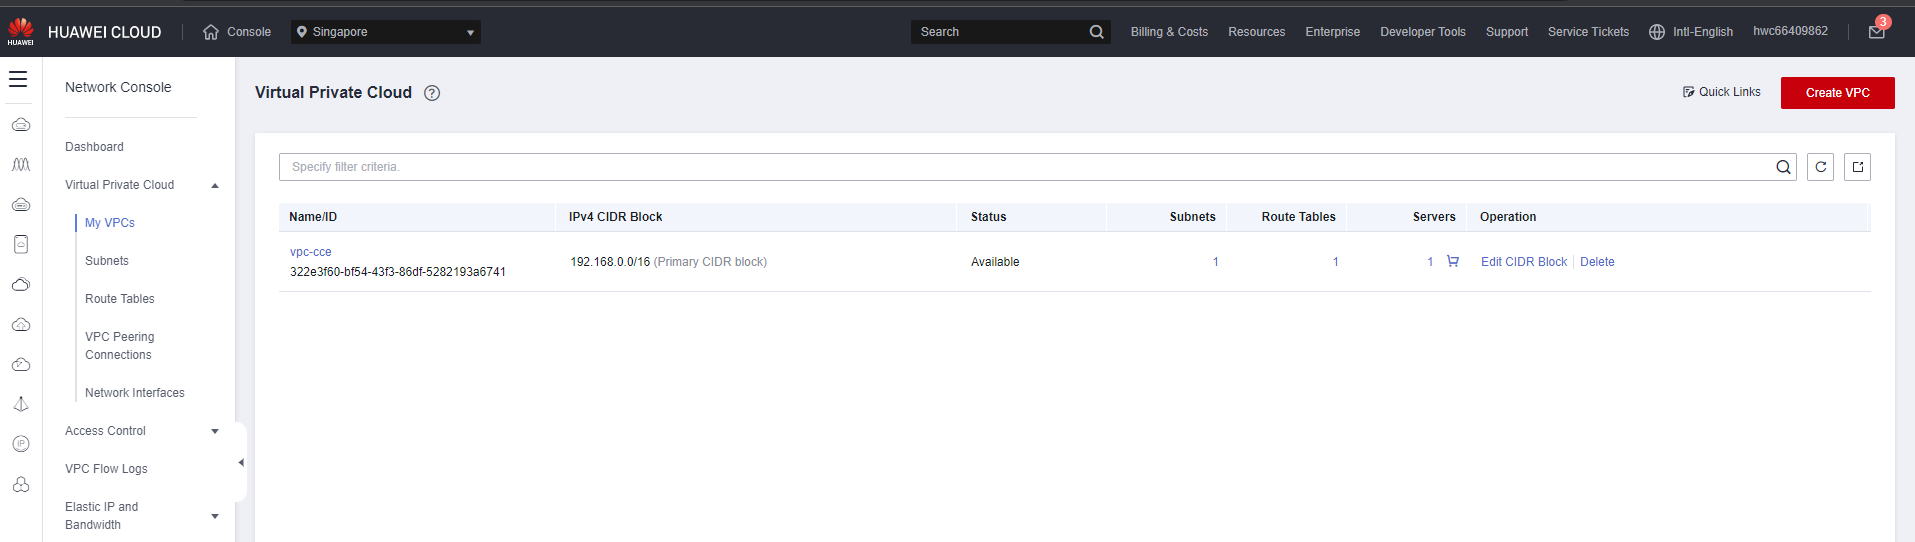 HUAWEI
HUAWEI CLOUD
Console
Singapore
Search
Billing & Costs
Resources
Enterprise
Developer Tools
Support
Service Tickets
Intl-English
hwc66409862
3
Network Console
Dashboard
Virtual Private Cloud
My VPCs
Subnets
Route Tables
VPC Peering
Connections
Network Interfaces
Access Control
VPC Flow Logs
Elastic IP and
Bandwidth
IP
Virtual Private Cloud ?
Quick Links
Create VPC
Specify filter criteria.
Name/ID IPv4 CIDR Block Status Subnets Route Tables Servers Operation
vpc-cce
322e3f60-bf54-43f3-86df-5282193a6741
192.168.0.0/16 (Primary CIDR block) Available 1 1 1 Edit CIDR Block Delete